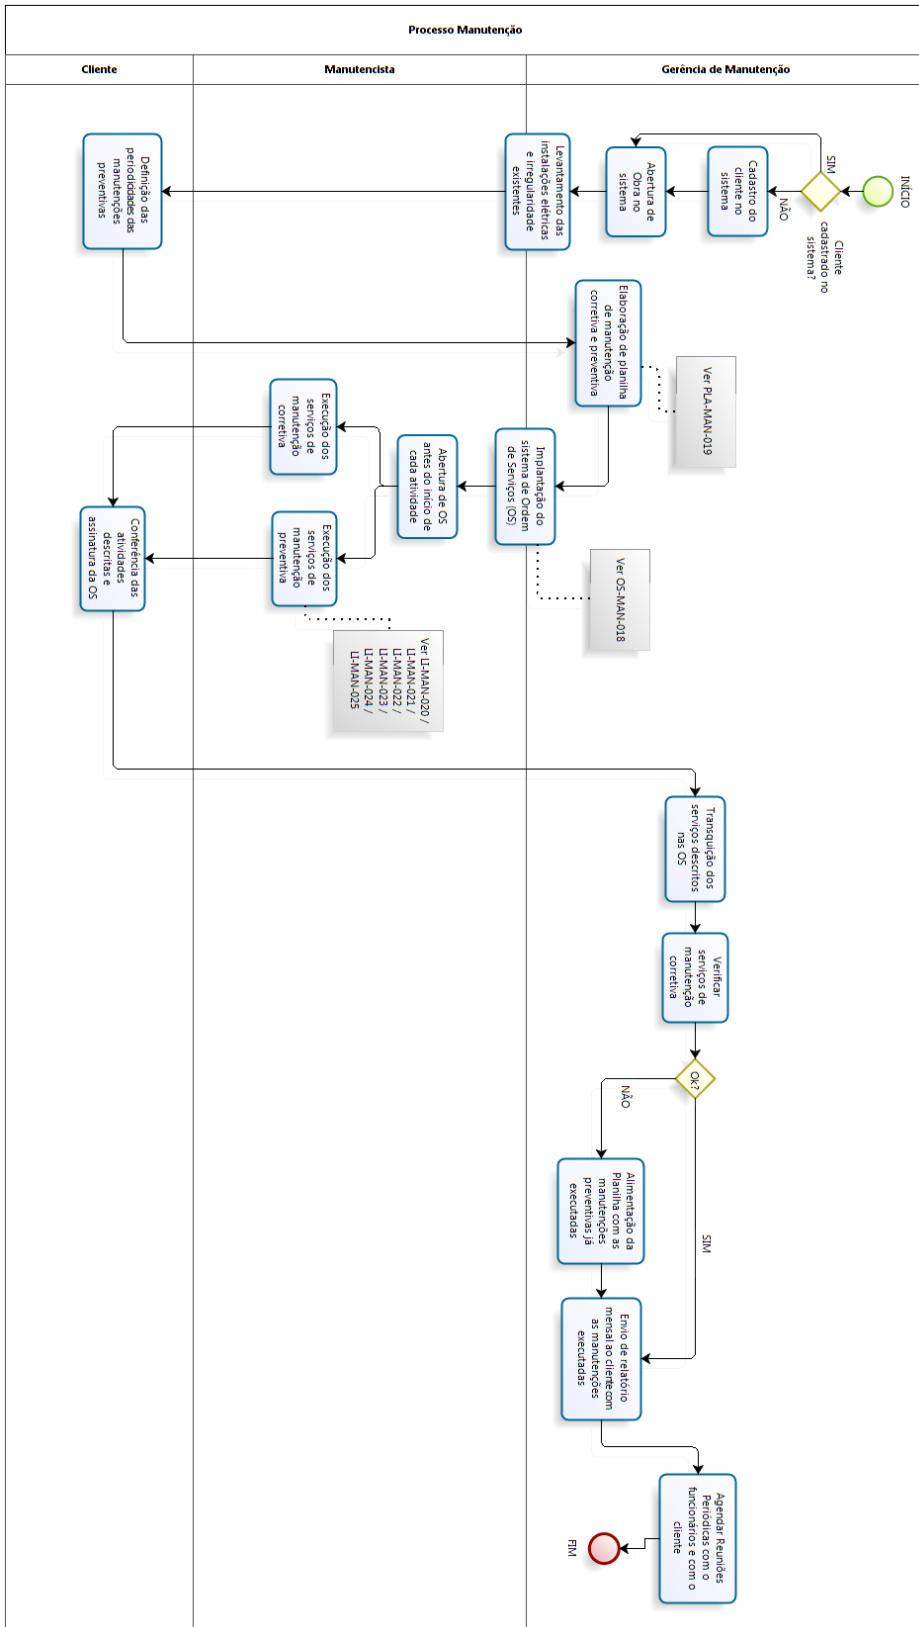 Processo Manutenção
Cliente
Manutencista
Gerência de Manutenção
INÍCIO
Cliente
cadastrado no
sistema?
SIM
NÃO
Cadastro do
cliente no
sistema
Abertura de
Obra no
sistema
Levantamento das
instalações elétricas
e irregularidade
existentes
Definição das
periodicidades das
manutenções
preventivas
Elaboração de planilha
de manutenção
corretiva e preventiva
Ver PLA-MAN-019
Implantação do
sistema de Ordem
de Serviços (OS)
Ver OS-MAN-018
Abertura de OS
antes do início de
cada atividade
Execução dos
serviços de
manutenção
corretiva
Execução dos
serviços de
manutenção
preventiva
Ver LI-MAN-020 /
LI-MAN-021 /
LI-MAN-022 /
LI-MAN-023 /
LI-MAN-024 /
LI-MAN-025
Conferência das
atividades
descritas e
assinatura da OS
Transquição dos
serviços descritos
nas OS
Verificar
serviços de
manutenção
corretiva
Ok?
NÃO
SIM
Alimentação da
Planilha com as
manutenções
preventivas já
executadas
Envio de relatório
mensal ao cliente com
as manutenções
executadas
Agendar Reuniões
Periódicas com o
funcionários e com o
cliente
FIM